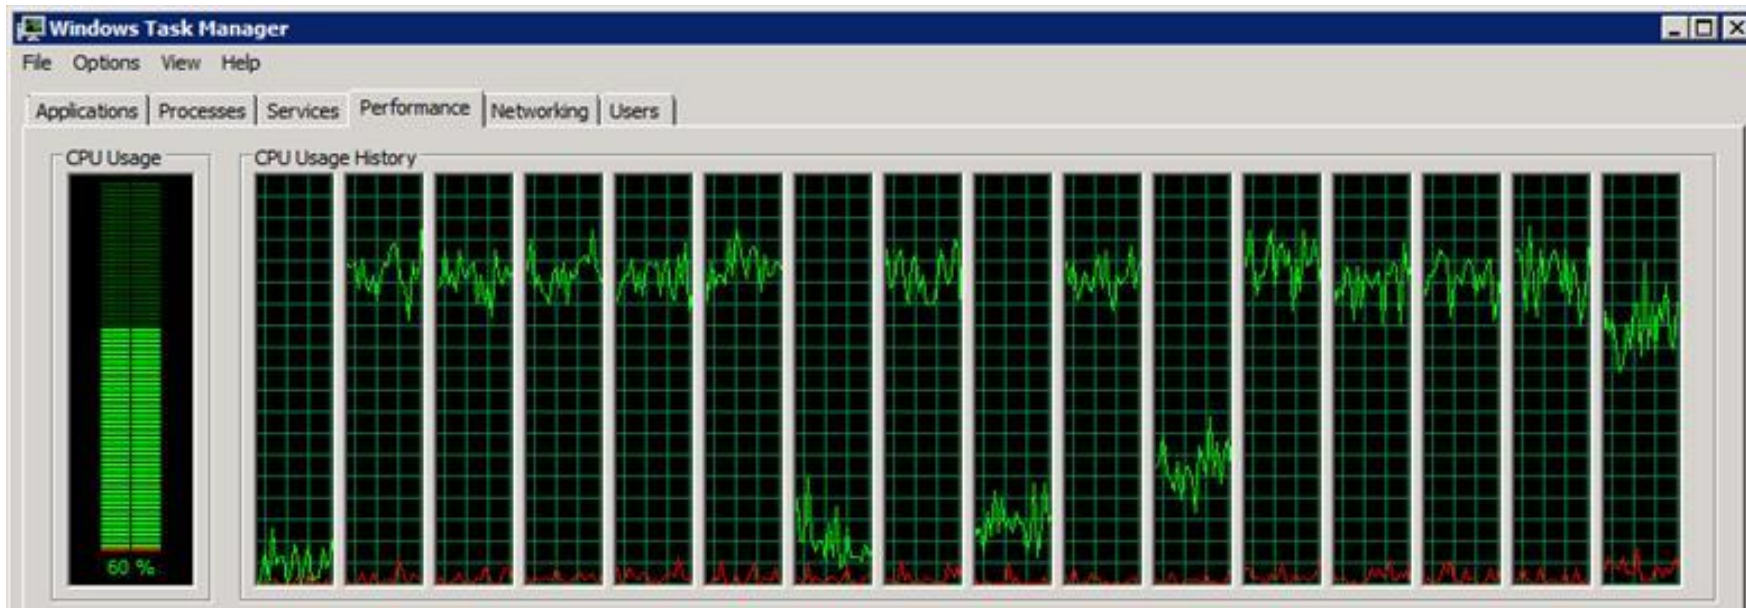 Windows Task Manager
File Options View Help
Applications Processes Services Performance Networking Users
CPU Usage CPU Usage History
60 %